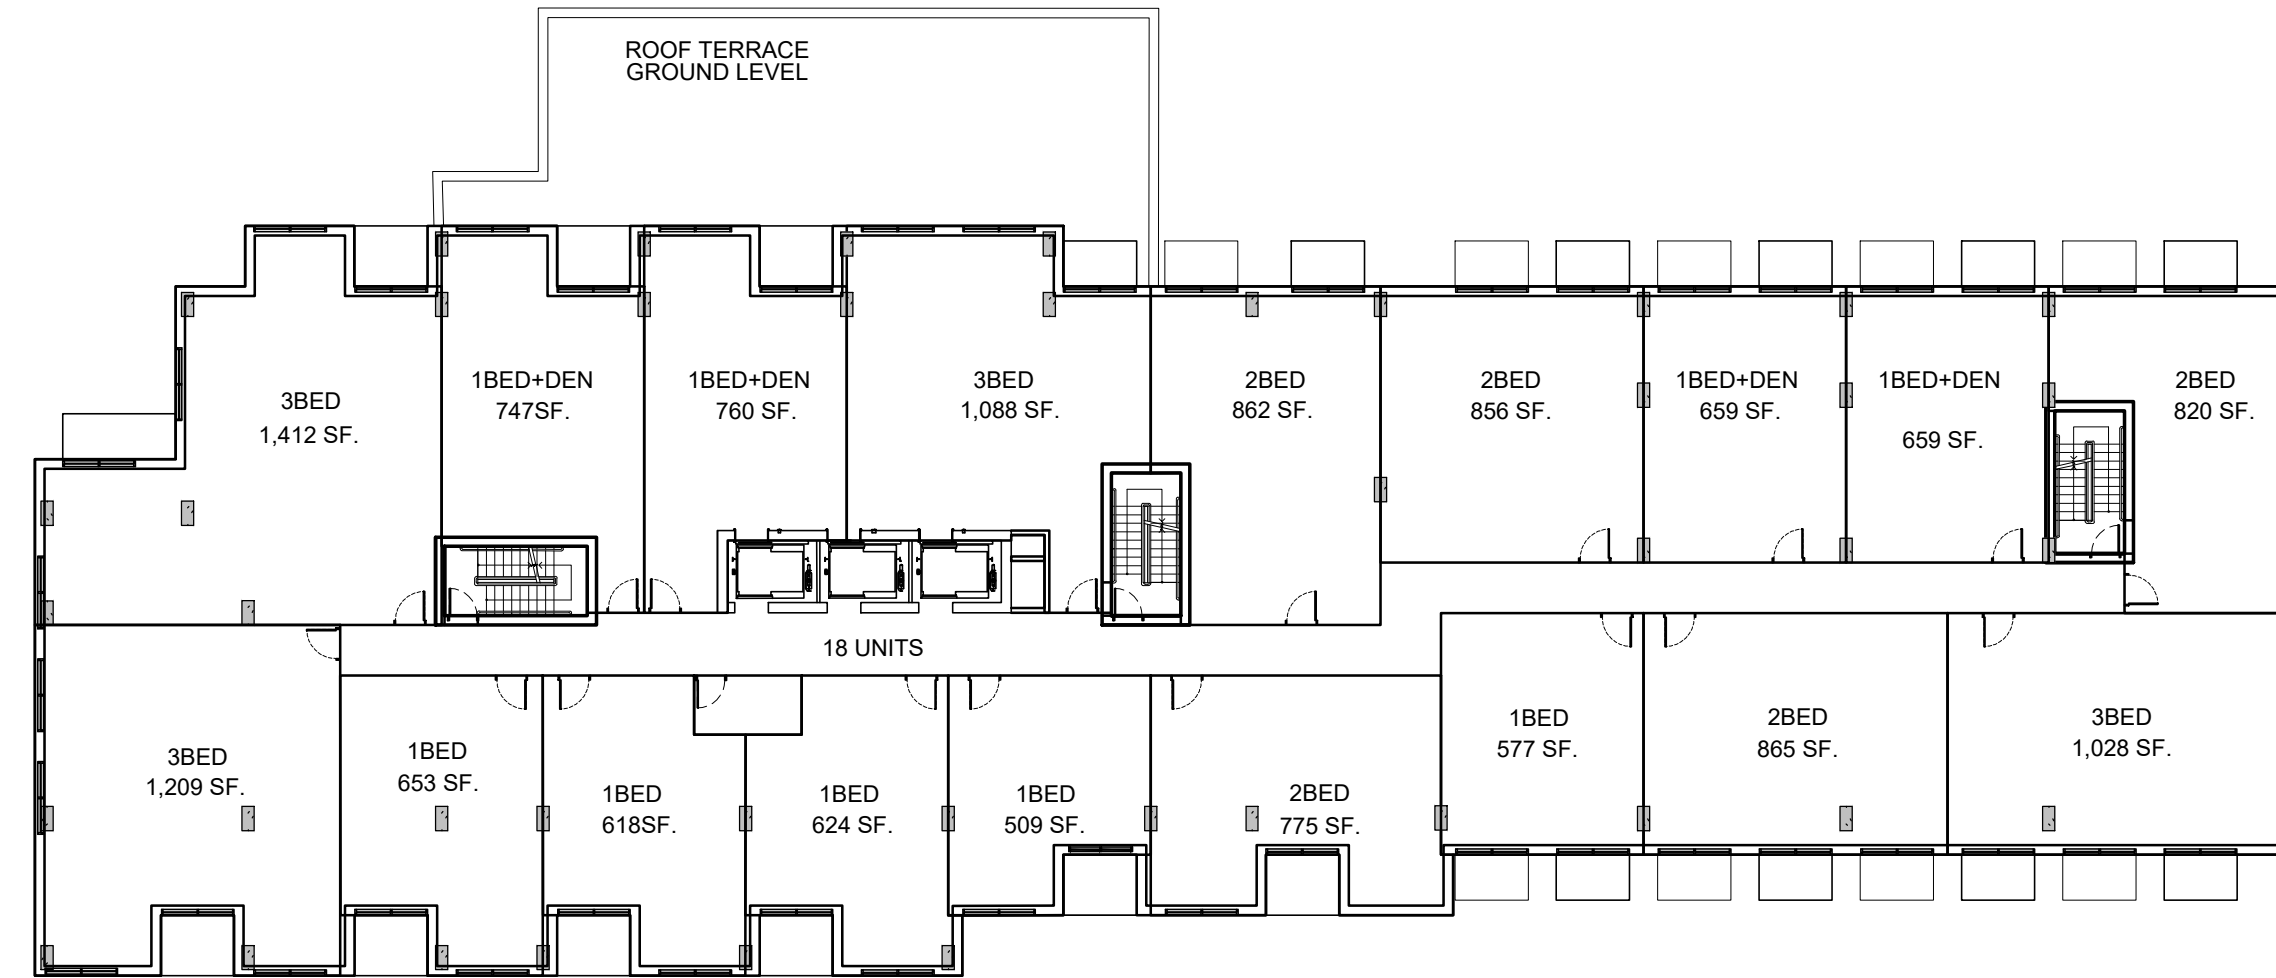 ROOF TERRACE
GROUND LEVEL
3BED
1,412 SF.
1BED+DEN
747SF.
1BED+DEN
760 SF.
3BED
1,088 SF.
2BED
862 SF.
2BED
856 SF.
1BED+DEN
659 SF.
1BED+DEN
659 SF.
2BED
820 SF.
18 UNITS
3BED
1,209 SF.
1BED
653 SF.
1BED
618SF.
1BED
624 SF.
1BED
509 SF.
2BED
775 SF.
1BED
577 SF.
2BED
865 SF.
3BED
1,028 SF.